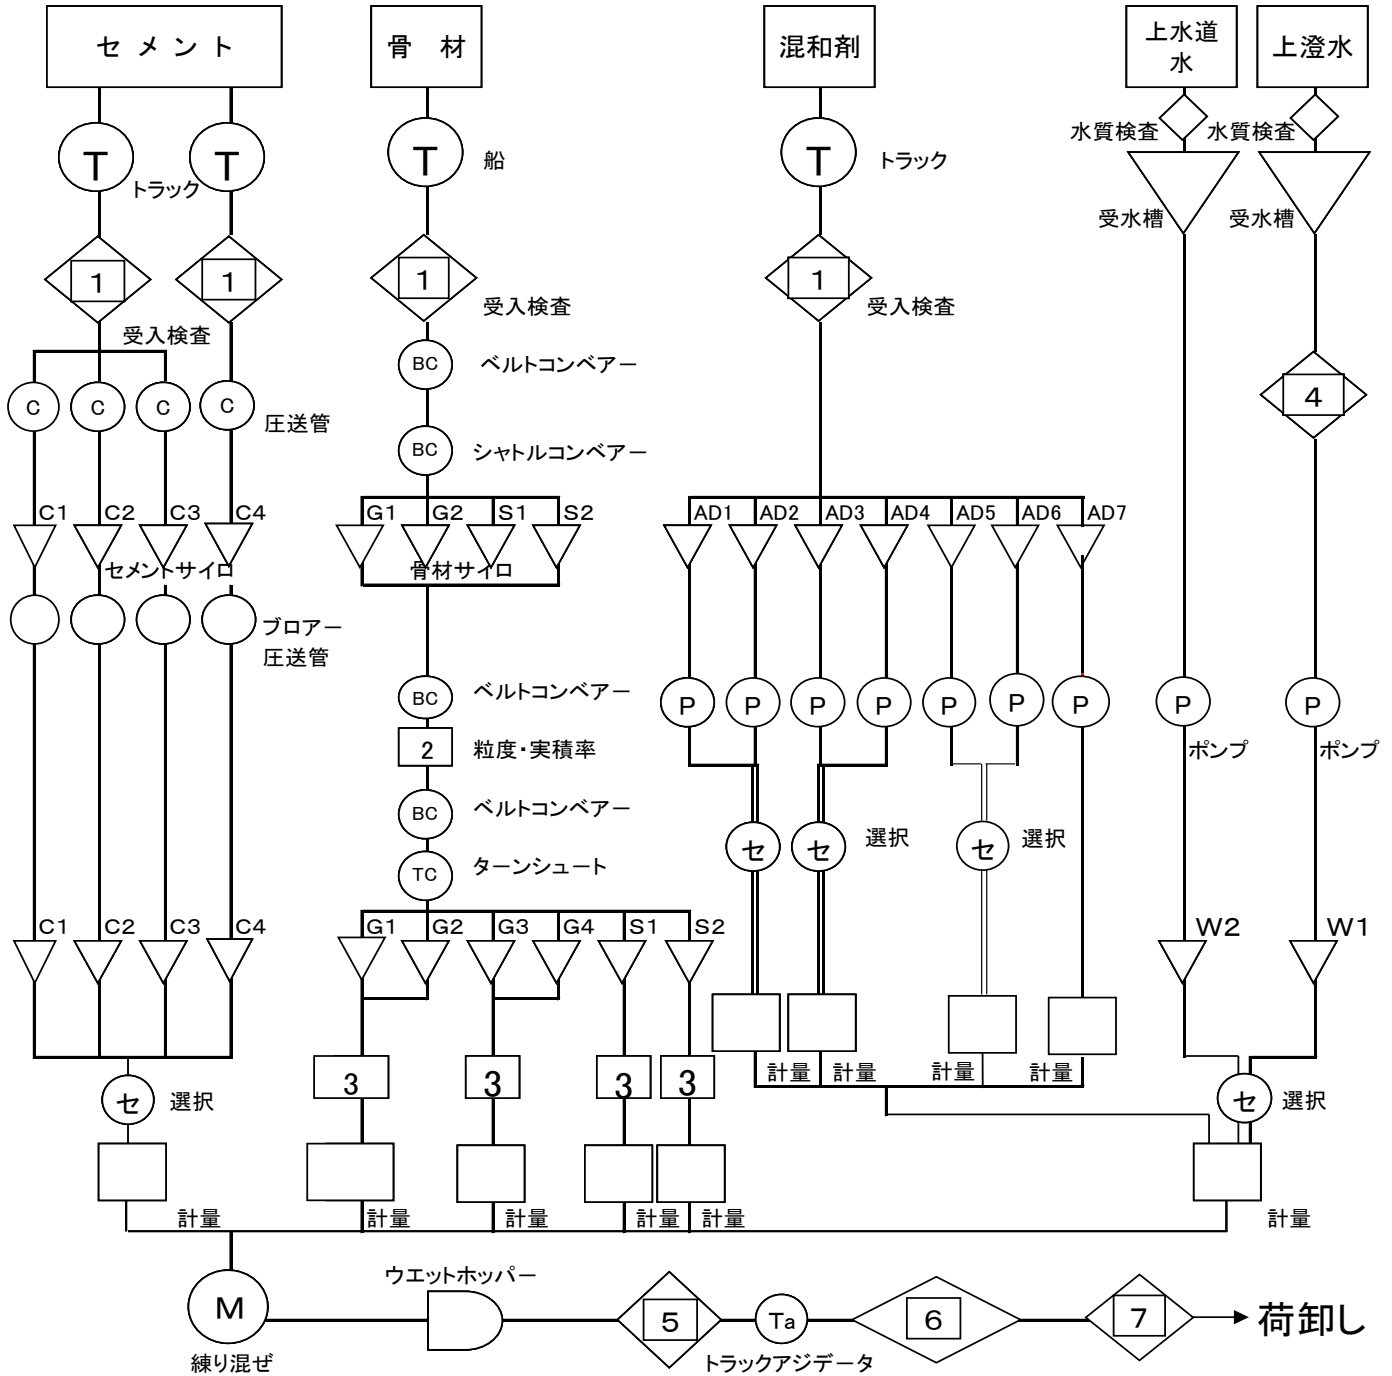 セメント
骨材
混和剤
上水道
水
上澄水
水質検査
水質検査
T
T
トラック
T
船
T
トラック
受水槽
受水槽
1
1
受入検査
1
受入検査
1
受入検査
BC
ベルトコンベアー
C
C
C
C
圧送管
4
BC
シャトルコンベアー
C1
C2
C3
C4
セメントサイロ
G1
G2
S1
S2
骨材サイロ
AD1
AD2
AD3
AD4
AD5
AD6
AD7
ブロアー
圧送管
BC
ベルトコンベアー
P
P
P
P
P
P
P
P
ポンプ
P
ポンプ
2
粒度・実積率
BC
ベルトコンベアー
セ
セ
選択
セ
選択
TC
ターンシュート
C1
C2
C3
C4
G1
G2
G3
G4
S1
S2
W2
W1
3
3
3
3
計量
計量
計量
計量
セ
選択
セ
選択
計量
計量
計量
計量
計量
計量
ウエットホッパー
M
練り混ぜ
5
Ta
トラックアジデータ
6
7
荷卸し